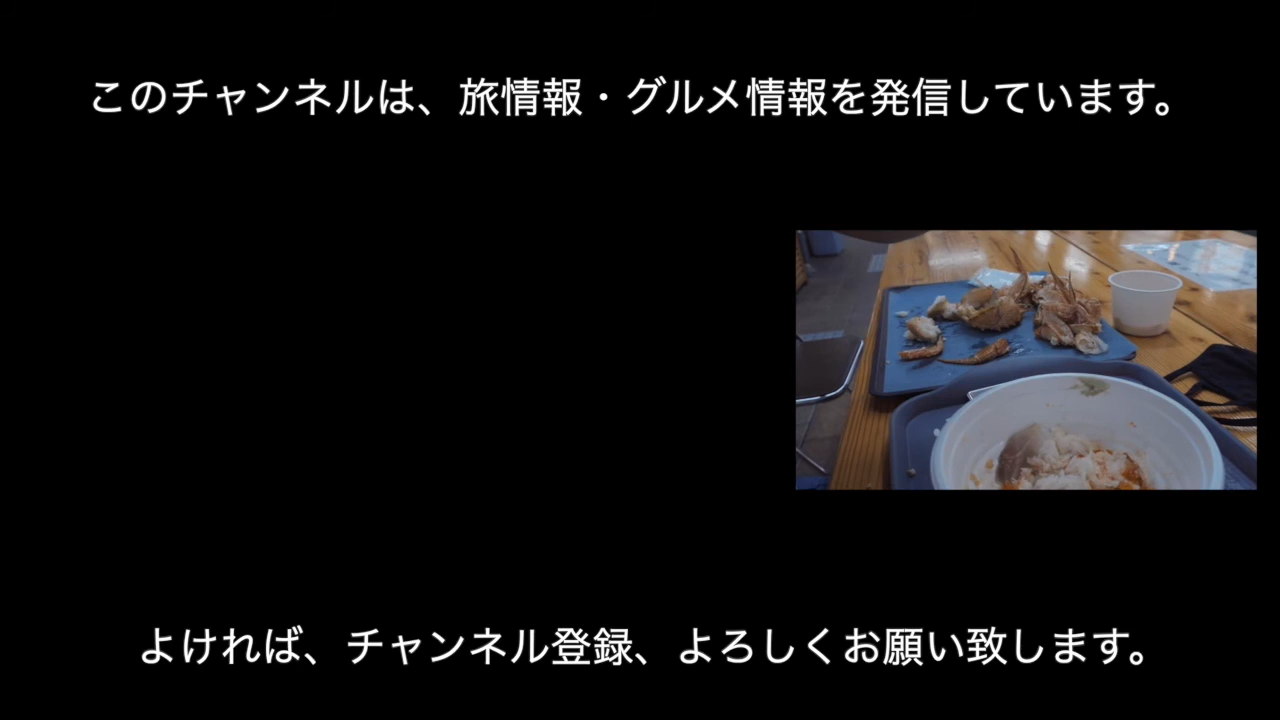 このチャンネルは、旅情報・グルメ情報を発信しています。
よければ、チャンネル登録、よろしくお願い致します。